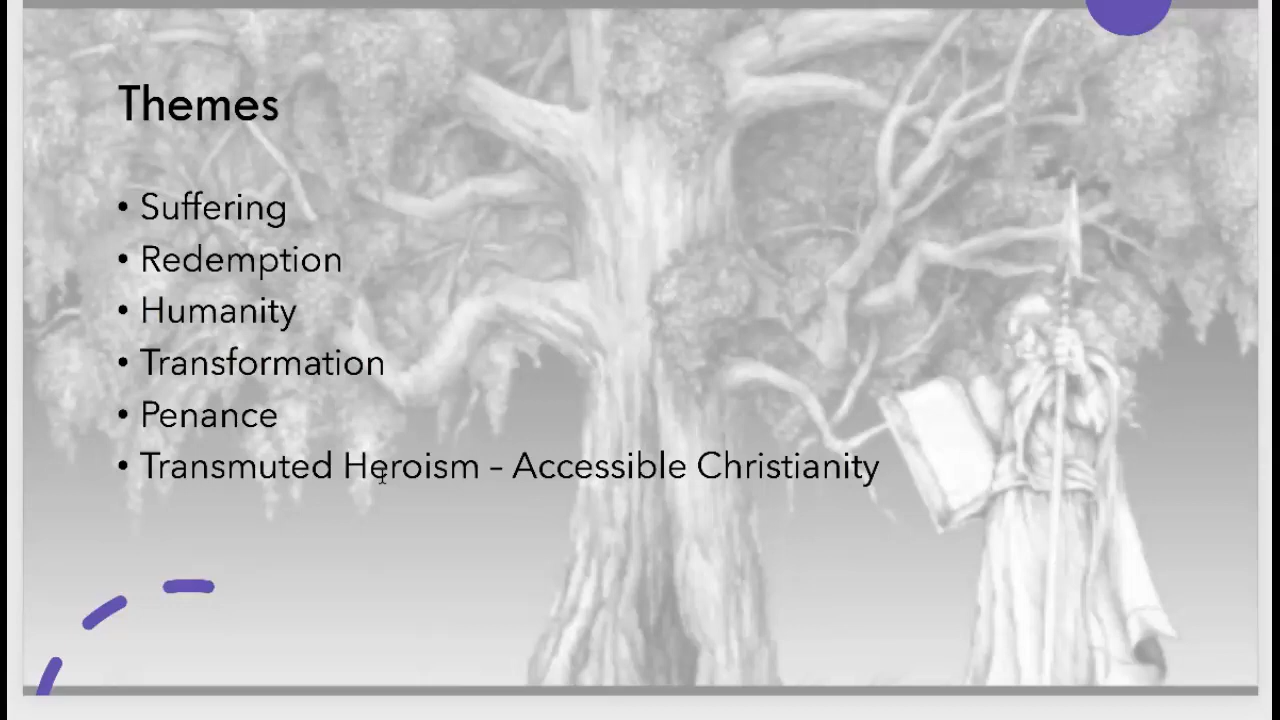 Themes
• Suffering
• Redemption
• Humanity
• Transformation
• Penance
• Transmuted Heroism – Accessible Christianity